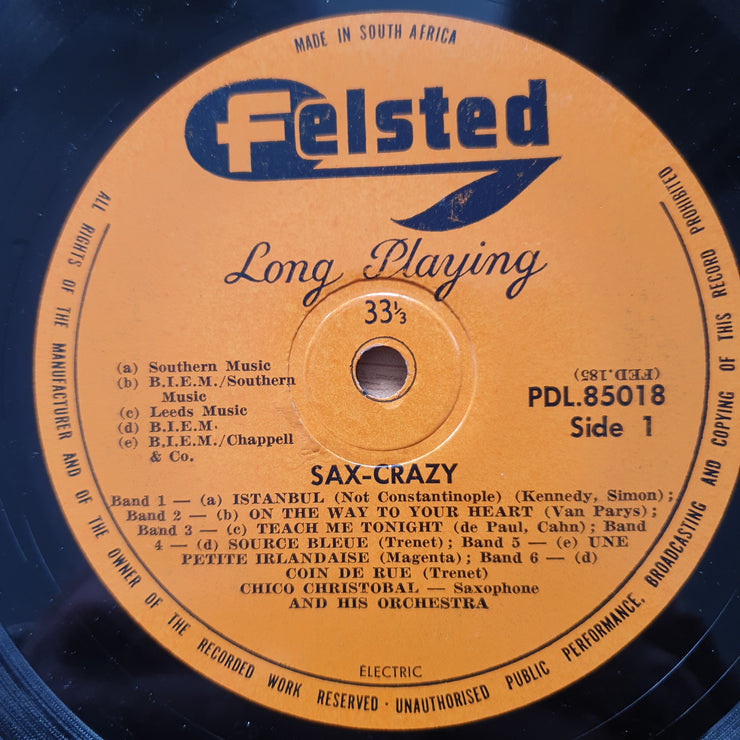 MADE IN SOUTH AFRICA
Felsted
Long Playing
33⅓
(a) Southern Music
(b) B.I.E.M./Southern
Music
(c) Leeds Music
(d) B.I.E.M.
(e) B.I.E.M./Chappell
& Co.
(FED.185)
PDL.85018
Side 1
SAX-CRAZY
Band 1 — (a) ISTANBUL (Not Constantinople) (Kennedy, Simon);
Band 2 — (b) ON THE WAY TO YOUR HEART (Van Parys);
Band 3 — (c) TEACH ME TONIGHT (de Paul, Cahn); Band
4 — (d) SOURCE BLEUE (Trenet); Band 5 — (e) UNE
PETITE IRLANDAISE (Magenta); Band 6 — (d)
COIN DE RUE (Trenet)
CHICO CHRISTOBAL — Saxophone
AND HIS ORCHESTRA
ELECTRIC
ALL RIGHTS OF THE MANUFACTURER AND OF THE OWNER OF THE RECORDED WORK RESERVED · UNAUTHORISED PUBLIC PERFORMANCE, BROADCASTING AND COPYING OF THIS RECORD PROHIBITED